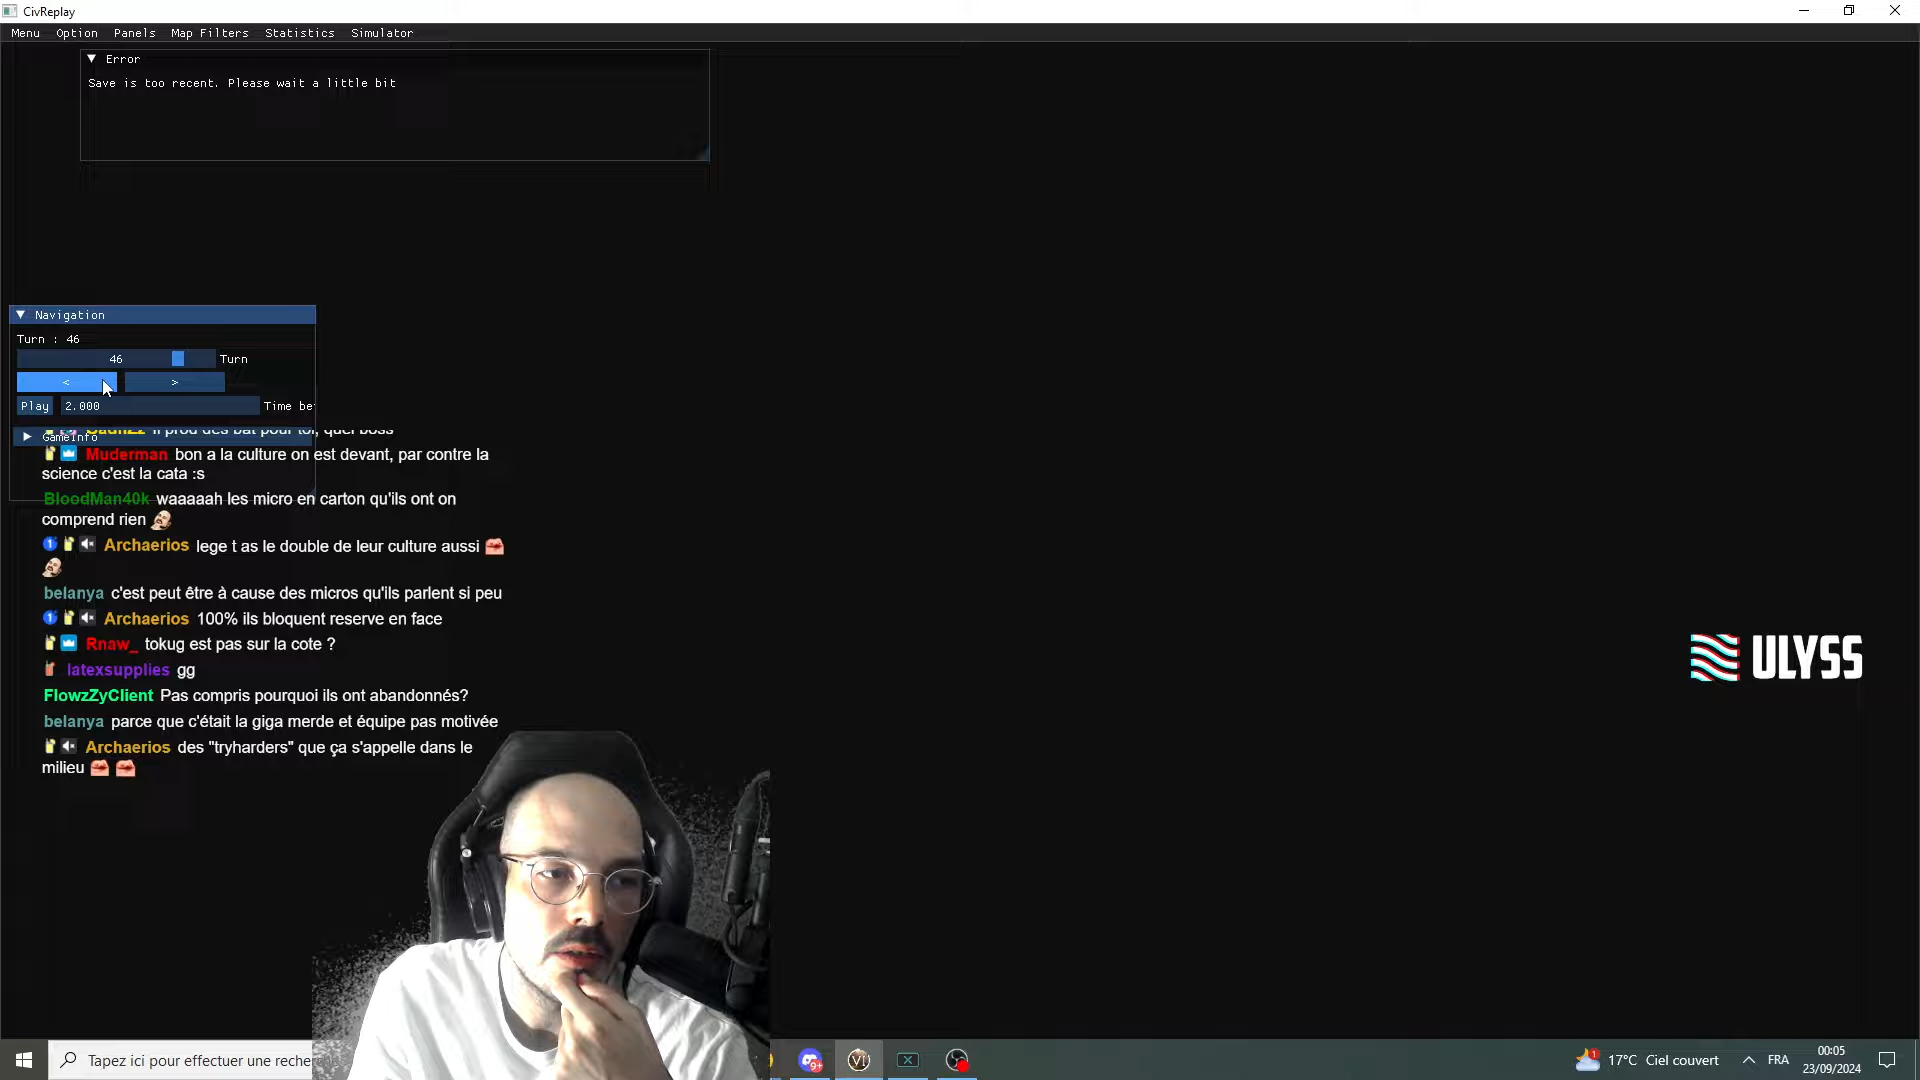 CivReplay
Menu Option Panels Map Filters Statistics Simulator
Error
Save is too recent. Please wait a little bit
Navigation
Turn : 46
46 Turn
< >
Play 2.000 Time be
GameInfo
Muderman bon a la culture on est devant, par contre la
science c'est la cata :s
BloodMan40k waaaaah les micro en carton qu'ils ont on
comprend rien
Archaerios lege t as le double de leur culture aussi
belanya c'est peut être à cause des micros qu'ils parlent si peu
Archaerios 100% ils bloquent reserve en face
Rnaw_ tokug est pas sur la cote ?
latexsupplies gg
FlowzZyClient Pas compris pourquoi ils ont abandonnés?
belanya parce que c'était la giga merde et équipe pas motivée
Archaerios des "tryharders" que ça s'appelle dans le
milieu
ULYSS
Tapez ici pour effectuer une recher
9+
VI
1
17°C Ciel couvert
FRA
00:05
23/09/2024